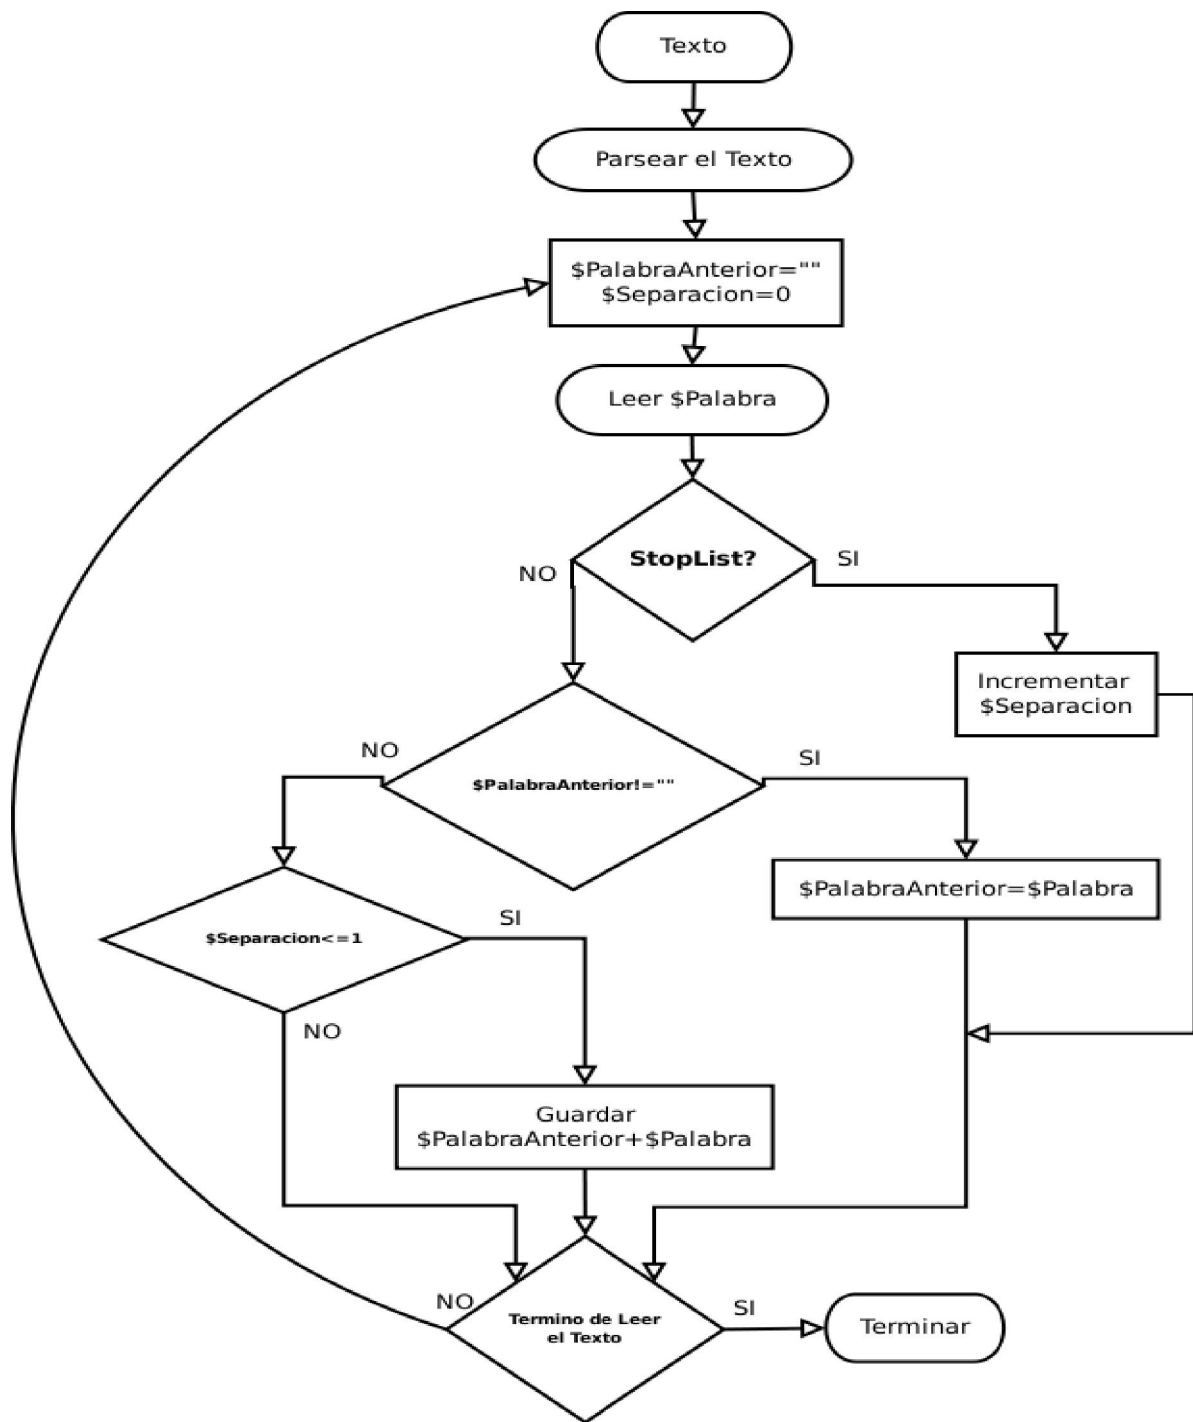 Texto
Parsear el Texto
$PalabraAnterior=""
$Separacion=0
Leer $Palabra
StopList?
SI
NO
Incrementar
$Separacion
NO
SI
$PalabraAnterior!=""
$PalabraAnterior=$Palabra
SI
$Separacion<=1
NO
Guardar
$PalabraAnterior+$Palabra
NO
SI
Termino de Leer
el Texto
Terminar